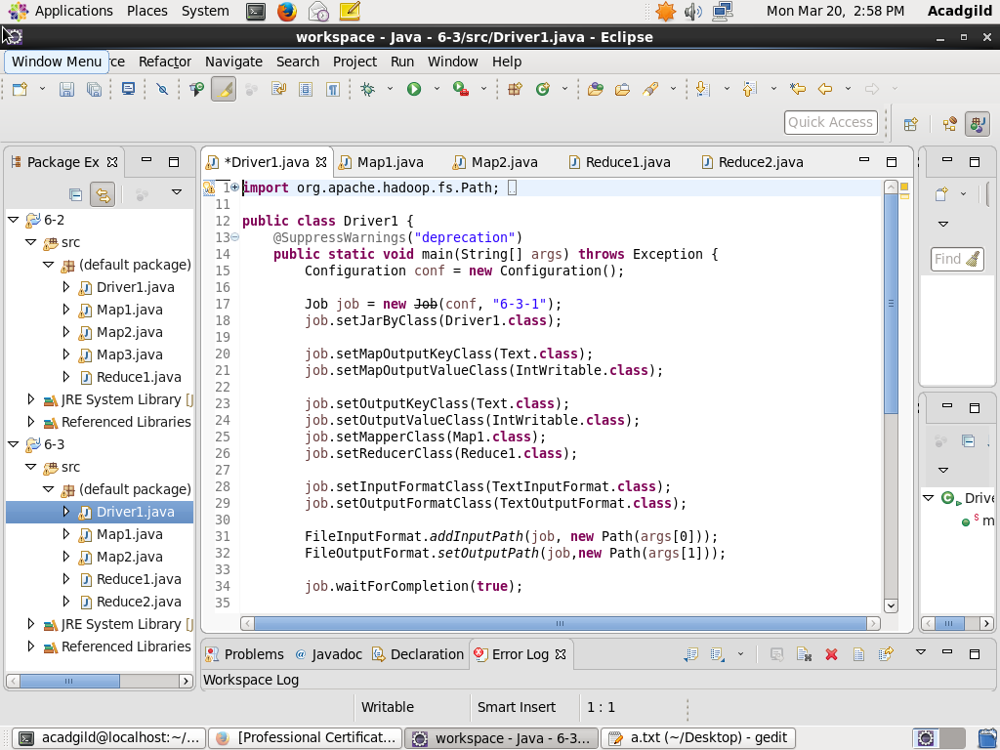 Applications Places System Mon Mar 20, 2:58 PM Acadgild
workspace - Java - 6-3/src/Driver1.java - Eclipse
Window Menu ce Refactor Navigate Search Project Run Window Help
Quick Access
Package Ex
*Driver1.java Map1.java Map2.java Reduce1.java Reduce2.java
6-2
src
(default package)
Driver1.java
Map1.java
Map2.java
Map3.java
Reduce1.java
JRE System Library [J
Referenced Libraries
6-3
src
(default package)
Driver1.java
Map1.java
Map2.java
Reduce1.java
Reduce2.java
JRE System Library [J
Referenced Libraries
1 import org.apache.hadoop.fs.Path;
11
12 public class Driver1 {
13 @SuppressWarnings("deprecation")
14 public static void main(String[] args) throws Exception {
15 Configuration conf = new Configuration();
16
17 Job job = new Job(conf, "6-3-1");
18 job.setJarByClass(Driver1.class);
19
20 job.setMapOutputKeyClass(Text.class);
21 job.setMapOutputValueClass(IntWritable.class);
22
23 job.setOutputKeyClass(Text.class);
24 job.setOutputValueClass(IntWritable.class);
25 job.setMapperClass(Map1.class);
26 job.setReducerClass(Reduce1.class);
27
28 job.setInputFormatClass(TextInputFormat.class);
29 job.setOutputFormatClass(TextOutputFormat.class);
30
31 FileInputFormat.addInputPath(job, new Path(args[0]));
32 FileOutputFormat.setOutputPath(job,new Path(args[1]));
33
34 job.waitForCompletion(true);
35
Find
Drive
m
Problems @ Javadoc Declaration Error Log
Workspace Log
Writable Smart Insert 1 : 1
acadgild@localhost:~/... [Professional Certificat... workspace - Java - 6-3... a.txt (~/Desktop) - gedit